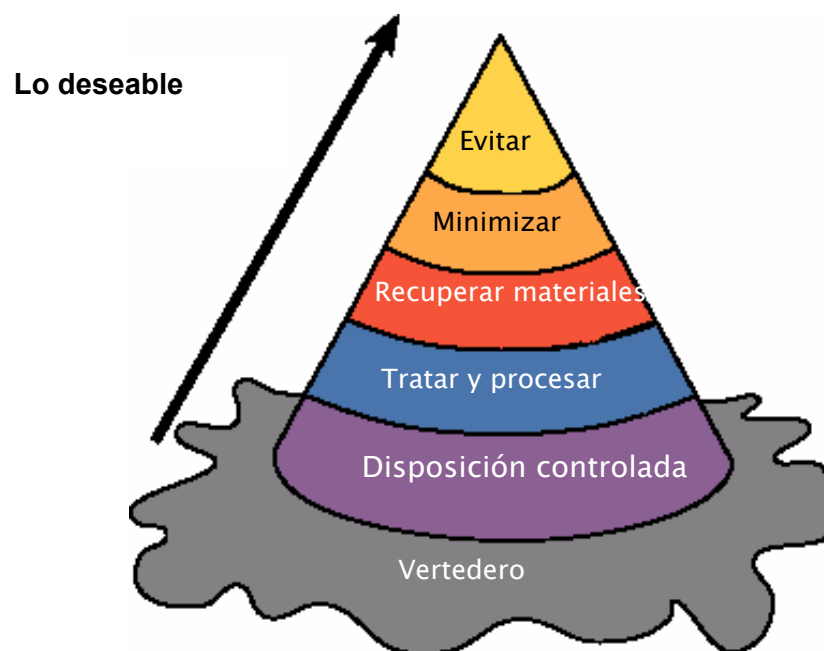 Lo deseable
Evitar
Minimizar
Recuperar materiales
Tratar y procesar
Disposición controlada
Vertedero